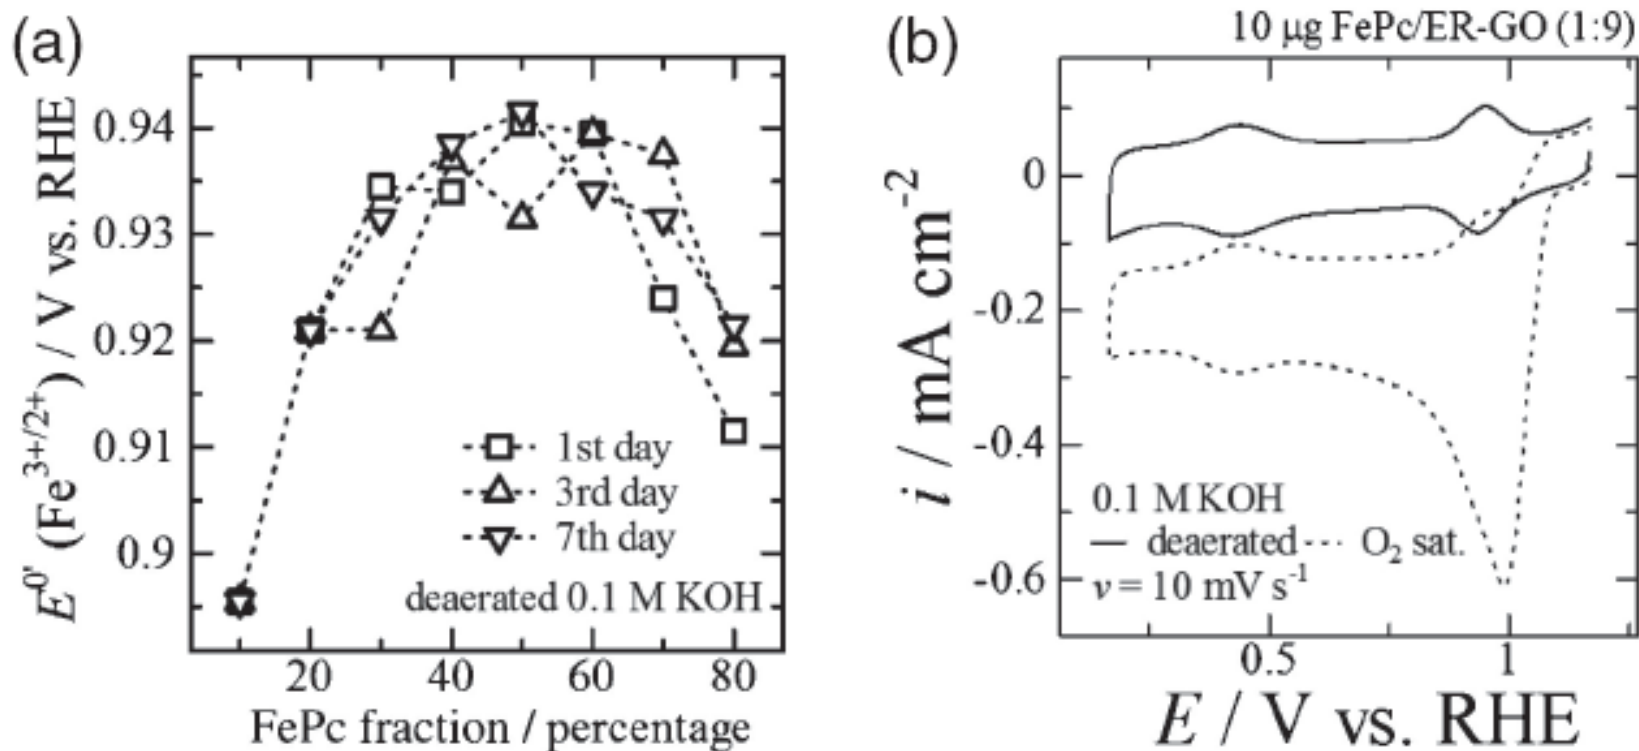 (a)
E⁰' (Fe³⁺/²⁺) / V vs. RHE
0.94
0.93
0.92
0.91
0.9
1st day
3rd day
7th day
deaerated 0.1 M KOH
20 40 60 80
FePc fraction / percentage
(b)
10 μg FePc/ER-GO (1:9)
i / mA cm⁻²
0
-0.2
-0.4
-0.6
0.1 M KOH
deaerated O₂ sat.
v = 10 mV s⁻¹
0.5 1
E / V vs. RHE